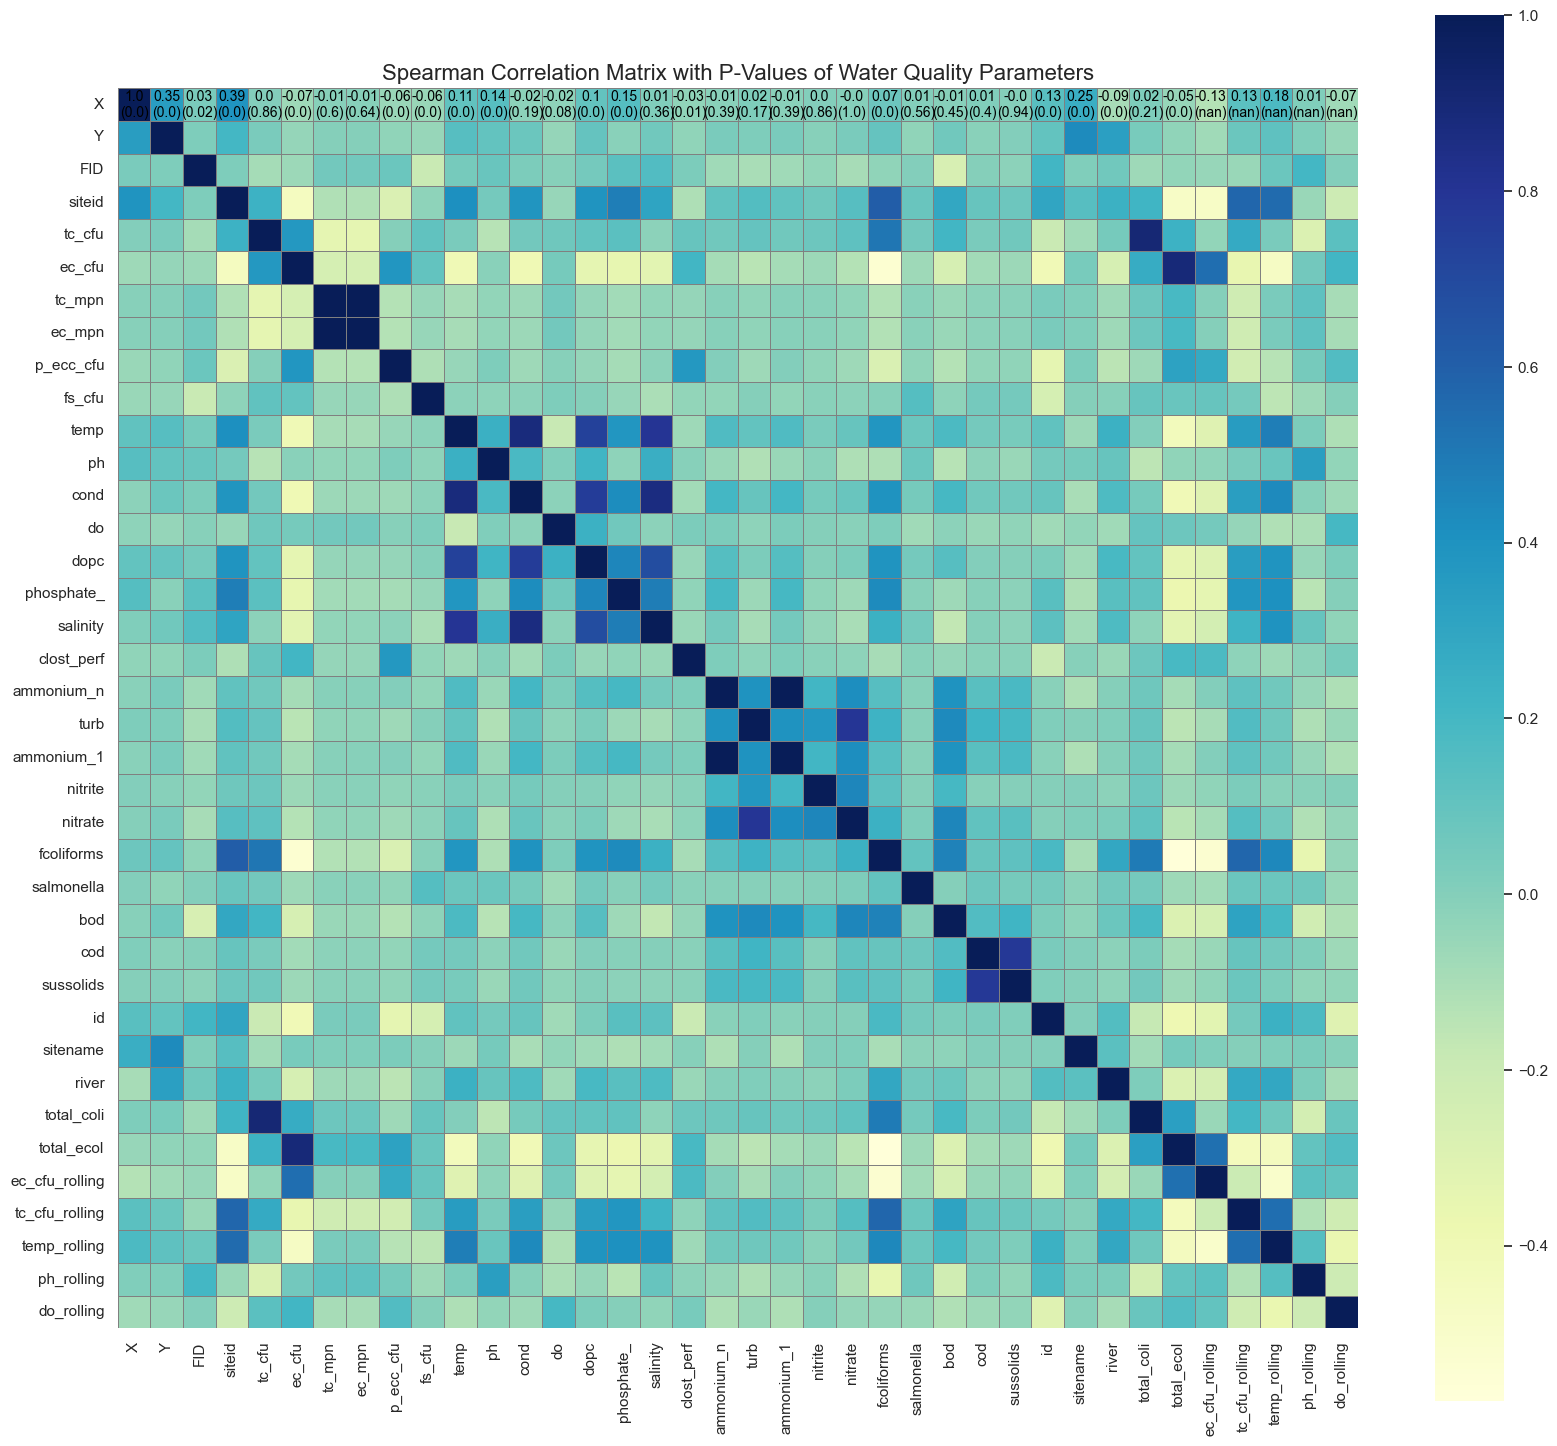 Spearman Correlation Matrix with P-Values of Water Quality Parameters
X
1.0 0.35 0.03 0.39 0.0 -0.07 -0.01 -0.01 -0.06 -0.06 0.11 0.14 -0.02 -0.02 0.1 0.15 0.01 -0.03 -0.01 0.02 -0.01 0.0 -0.0 0.07 0.01 -0.01 0.01 -0.0 0.13 0.25 -0.09 0.02 -0.05 -0.13 0.13 0.18 0.01 -0.07
(0.0) (0.0) (0.02) (0.0) (0.86) (0.0) (0.6) (0.64) (0.0) (0.0) (0.0) (0.0) (0.19) (0.08) (0.0) (0.0) (0.36) (0.01) (0.39) (0.17) (0.39) (0.86) (1.0) (0.0) (0.56) (0.45) (0.4) (0.94) (0.0) (0.0) (0.0) (0.21) (0.0) (nan) (nan) (nan) (nan) (nan)
Y
FID
siteid
tc_cfu
ec_cfu
tc_mpn
ec_mpn
p_ecc_cfu
fs_cfu
temp
ph
cond
do
dopc
phosphate_
salinity
clost_perf
ammonium_n
turb
ammonium_1
nitrite
nitrate
fcoliforms
salmonella
bod
cod
sussolids
id
sitename
river
total_coli
total_ecol
ec_cfu_rolling
tc_cfu_rolling
temp_rolling
ph_rolling
do_rolling
X
Y
FID
siteid
tc_cfu
ec_cfu
tc_mpn
ec_mpn
p_ecc_cfu
fs_cfu
temp
ph
cond
do
dopc
phosphate_
salinity
clost_perf
ammonium_n
turb
ammonium_1
nitrite
nitrate
fcoliforms
salmonella
bod
cod
sussolids
id
sitename
river
total_coli
total_ecol
ec_cfu_rolling
tc_cfu_rolling
temp_rolling
ph_rolling
do_rolling
1.0
0.8
0.6
0.4
0.2
0.0
−0.2
−0.4